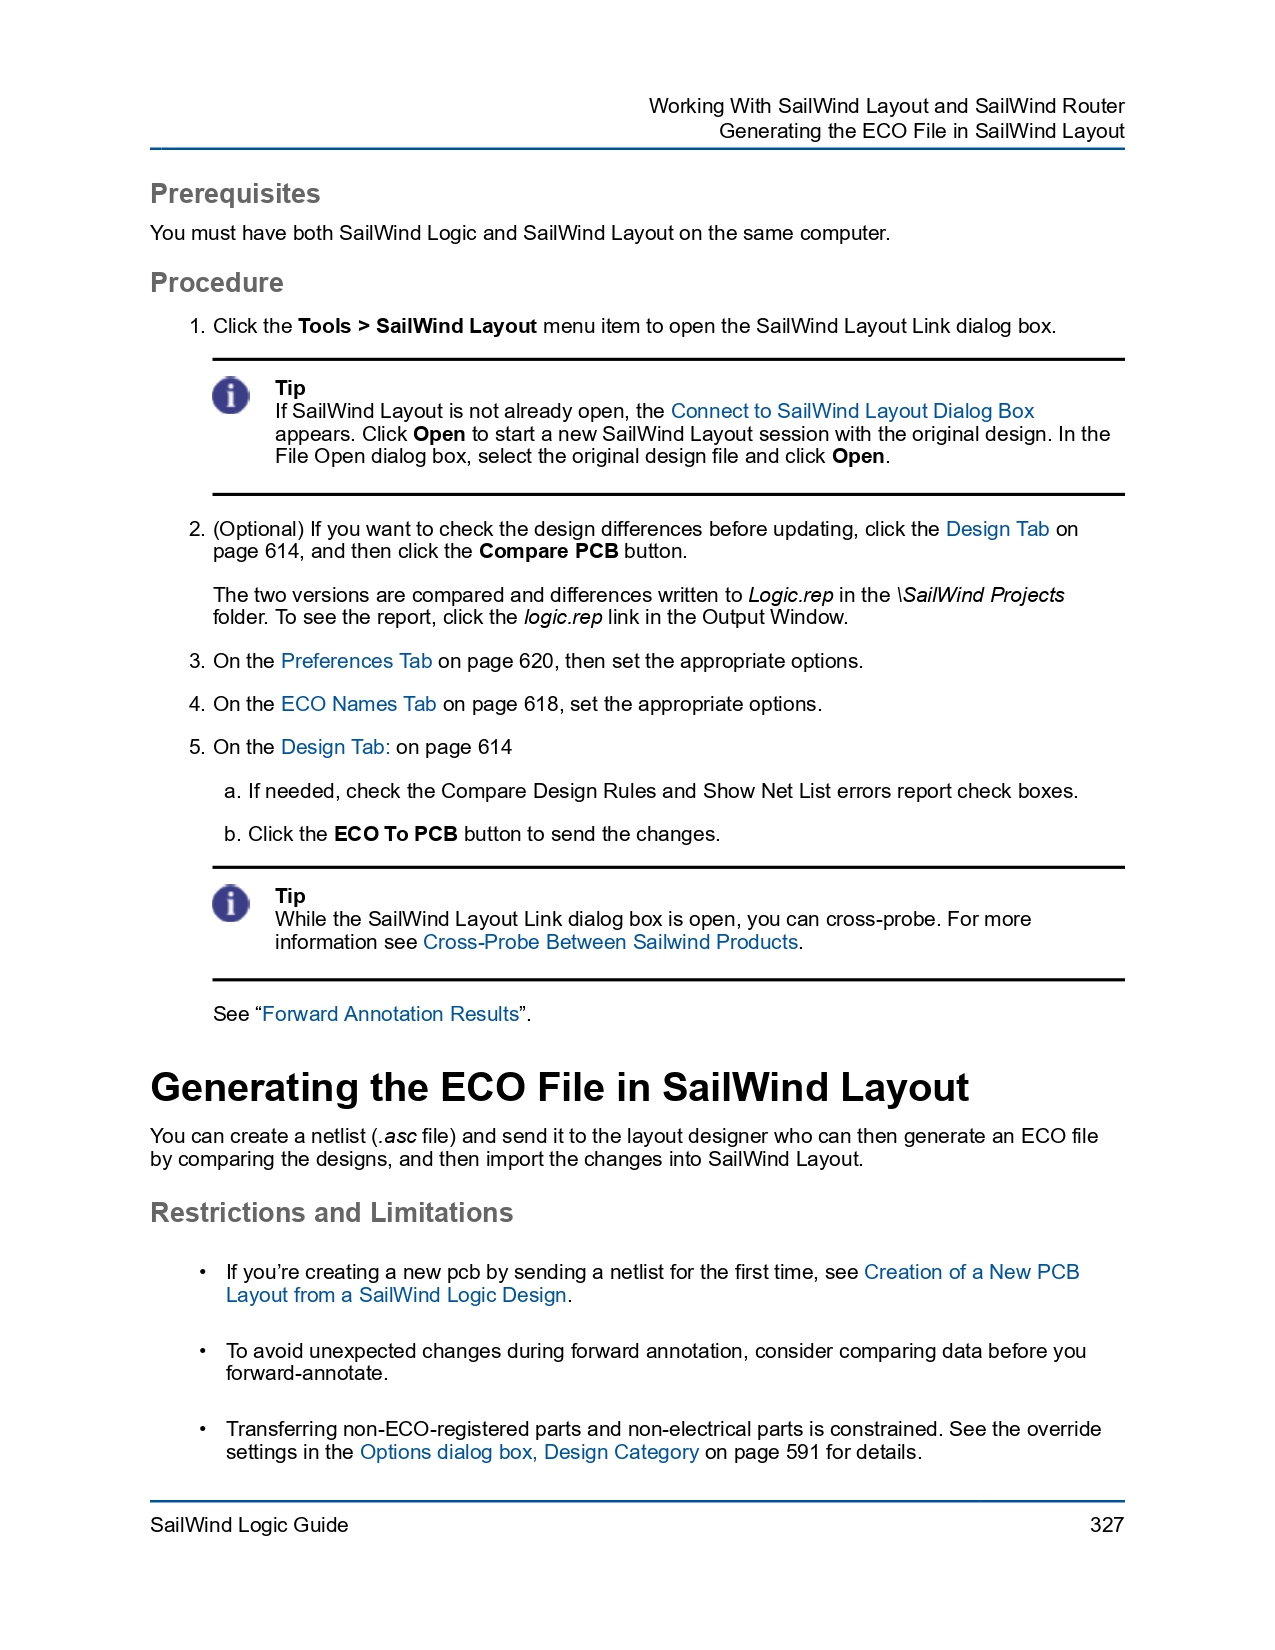 Working With SailWind Layout and SailWind Router
Generating the ECO File in SailWind Layout
Prerequisites
You must have both SailWind Logic and SailWind Layout on the same computer.
Procedure
1. Click the Tools > SailWind Layout menu item to open the SailWind Layout Link dialog box.
Tip
If SailWind Layout is not already open, the Connect to SailWind Layout Dialog Box
appears. Click Open to start a new SailWind Layout session with the original design. In the
File Open dialog box, select the original design file and click Open.
2. (Optional) If you want to check the design differences before updating, click the Design Tab on
page 614, and then click the Compare PCB button.
The two versions are compared and differences written to Logic.rep in the \SailWind Projects
folder. To see the report, click the logic.rep link in the Output Window.
3. On the Preferences Tab on page 620, then set the appropriate options.
4. On the ECO Names Tab on page 618, set the appropriate options.
5. On the Design Tab: on page 614
a. If needed, check the Compare Design Rules and Show Net List errors report check boxes.
b. Click the ECO To PCB button to send the changes.
Tip
While the SailWind Layout Link dialog box is open, you can cross-probe. For more
information see Cross-Probe Between Sailwind Products.
See “Forward Annotation Results”.
Generating the ECO File in SailWind Layout
You can create a netlist (.asc file) and send it to the layout designer who can then generate an ECO file
by comparing the designs, and then import the changes into SailWind Layout.
Restrictions and Limitations
• If you’re creating a new pcb by sending a netlist for the first time, see Creation of a New PCB
Layout from a SailWind Logic Design.
• To avoid unexpected changes during forward annotation, consider comparing data before you
forward-annotate.
• Transferring non-ECO-registered parts and non-electrical parts is constrained. See the override
settings in the Options dialog box, Design Category on page 591 for details.
SailWind Logic Guide 327